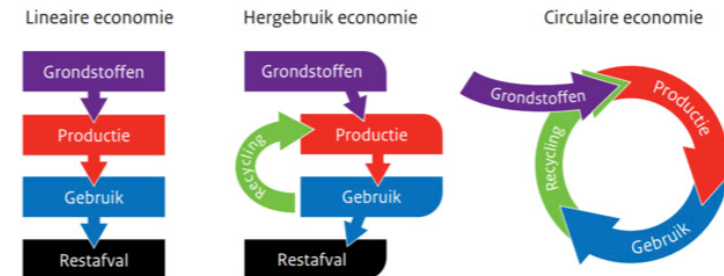 Lineaire economie
Grondstoffen
Productie
Gebruik
Restafval
Hergebruik economie
Grondstoffen
Productie
Recycling
Gebruik
Restafval
Circulaire economie
Grondstoffen
Productie
Recycling
Gebruik